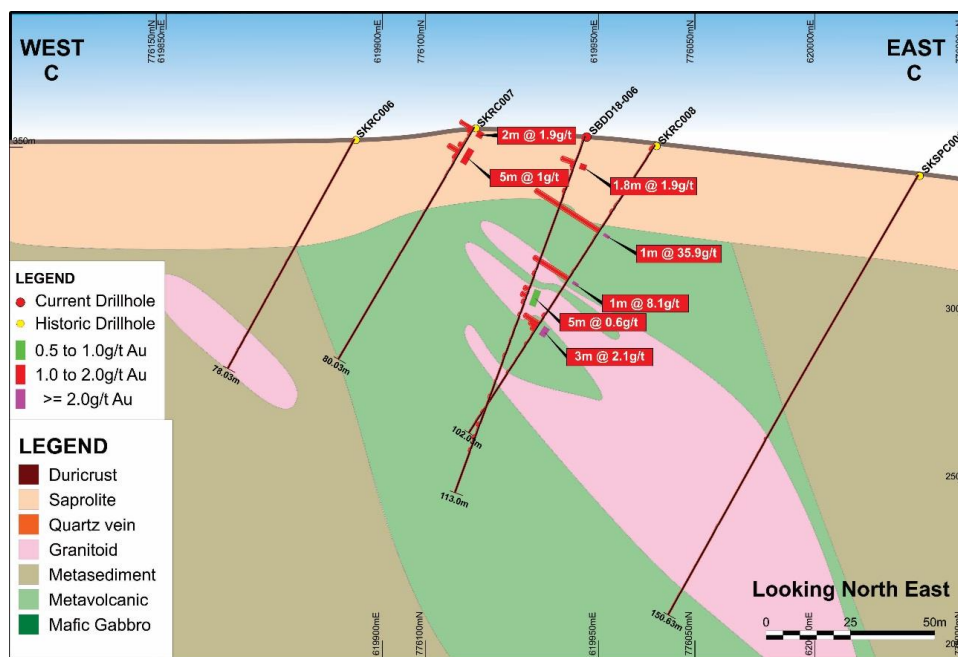 WEST
C
EAST
C
776150mN
619850mE
619900mE
776100mN
619950mE
776050mN
620000mE
SKRC006
SKRC007
SBDD18-006
SKRC008
350m
2m @ 1.9g/t
5m @ 1g/t
1.8m @ 1.9g/t
1m @ 35.9g/t
1m @ 8.1g/t
5m @ 0.6g/t
3m @ 2.1g/t
LEGEND
Current Drillhole
Historic Drillhole
0.5 to 1.0g/t Au
1.0 to 2.0g/t Au
>= 2.0g/t Au
78.03m
80.03m
113.0m
150.63m
LEGEND
Duricrust
Saprolite
Quartz vein
Granitoid
Metasediment
Metavolcanic
Mafic Gabbro
Looking North East
0
25
50m
619900mE
776100mN
619950mE
776050mN